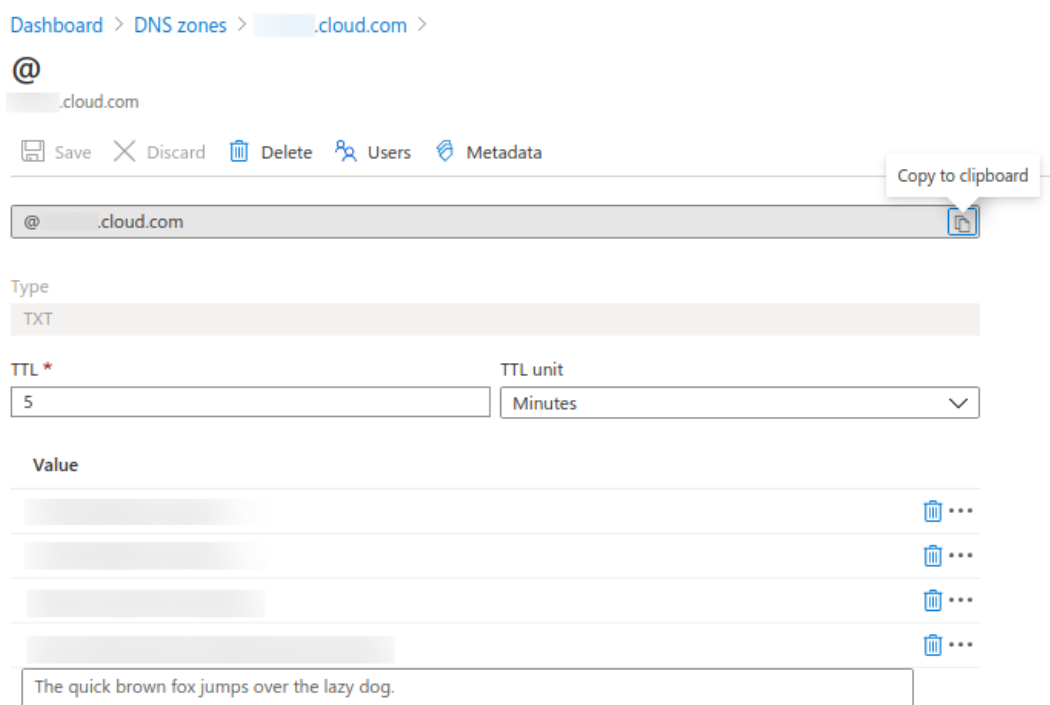 Dashboard > DNS zones > .cloud.com >
@
.cloud.com
Save Discard Delete Users Metadata
Copy to clipboard
@ .cloud.com
Type
TXT
TTL *
TTL unit
5
Minutes
Value
The quick brown fox jumps over the lazy dog.